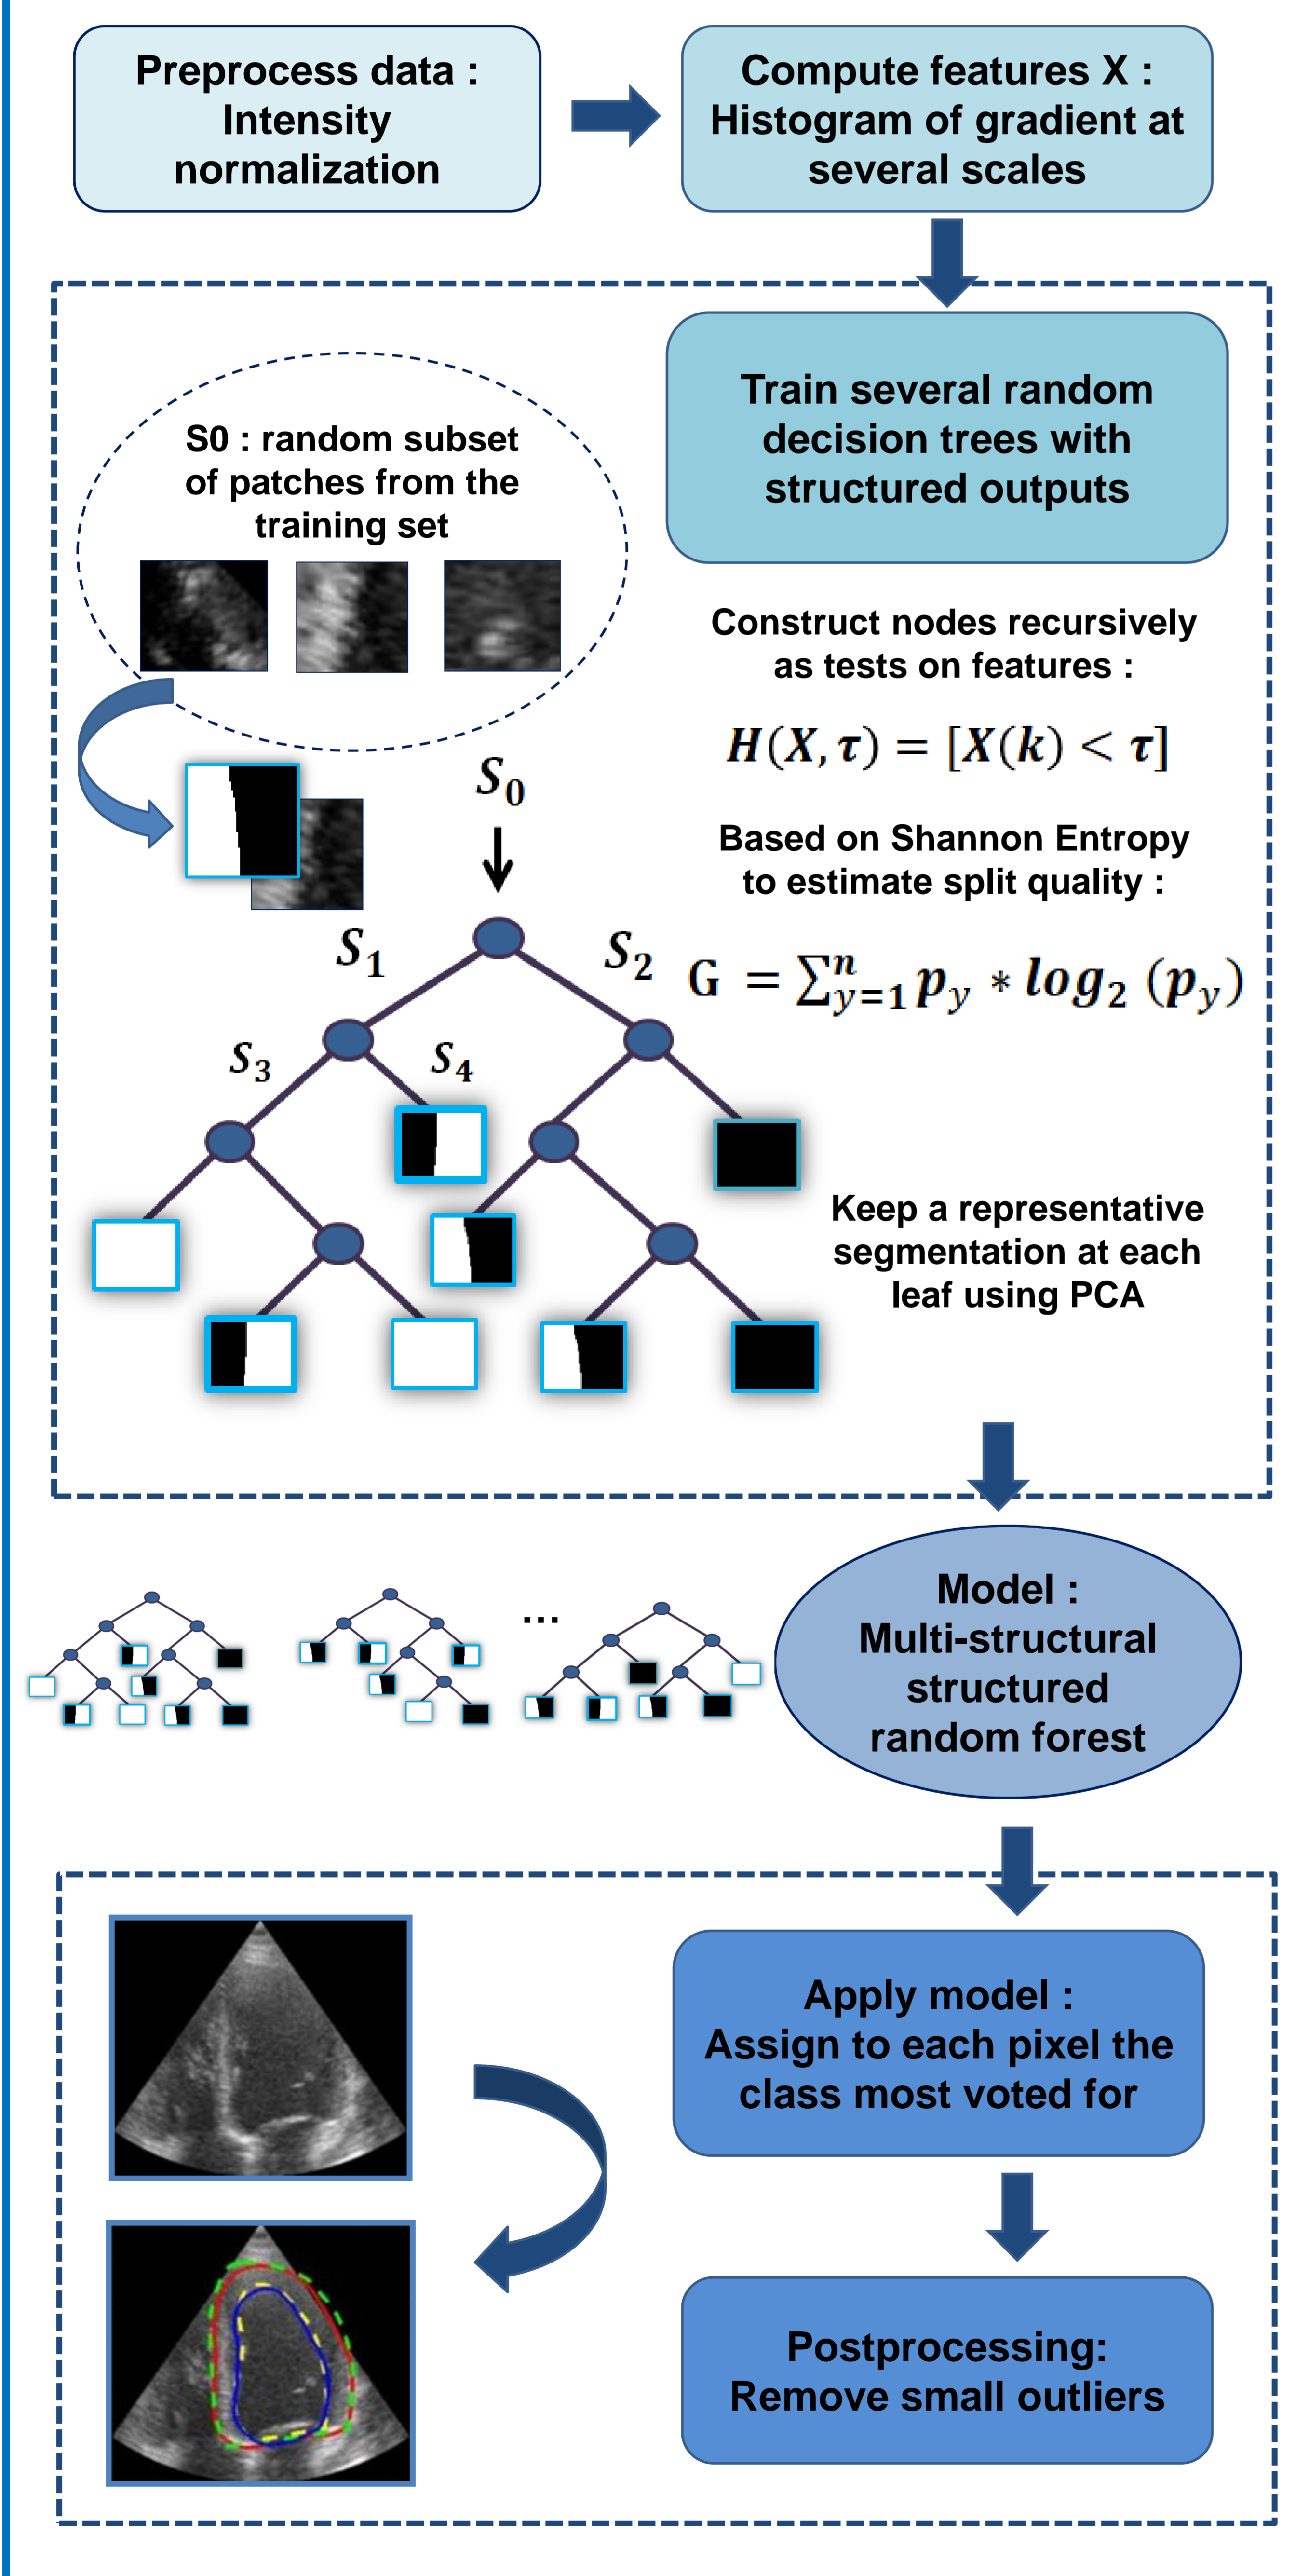 Preprocess data :
Intensity
normalization
Compute features X :
Histogram of gradient at
several scales
Train several random
decision trees with
structured outputs
S0 : random subset
of patches from the
training set
Construct nodes recursively
as tests on features :
H(X, τ) = [X(k) < τ]
Based on Shannon Entropy
to estimate split quality :
G = ∑ⁿ_{y=1} p_y * log₂ (p_y)
S₀
S₁
S₂
S₃
S₄
Keep a representative
segmentation at each
leaf using PCA
...
Model :
Multi-structural
structured
random forest
Apply model :
Assign to each pixel the
class most voted for
Postprocessing:
Remove small outliers